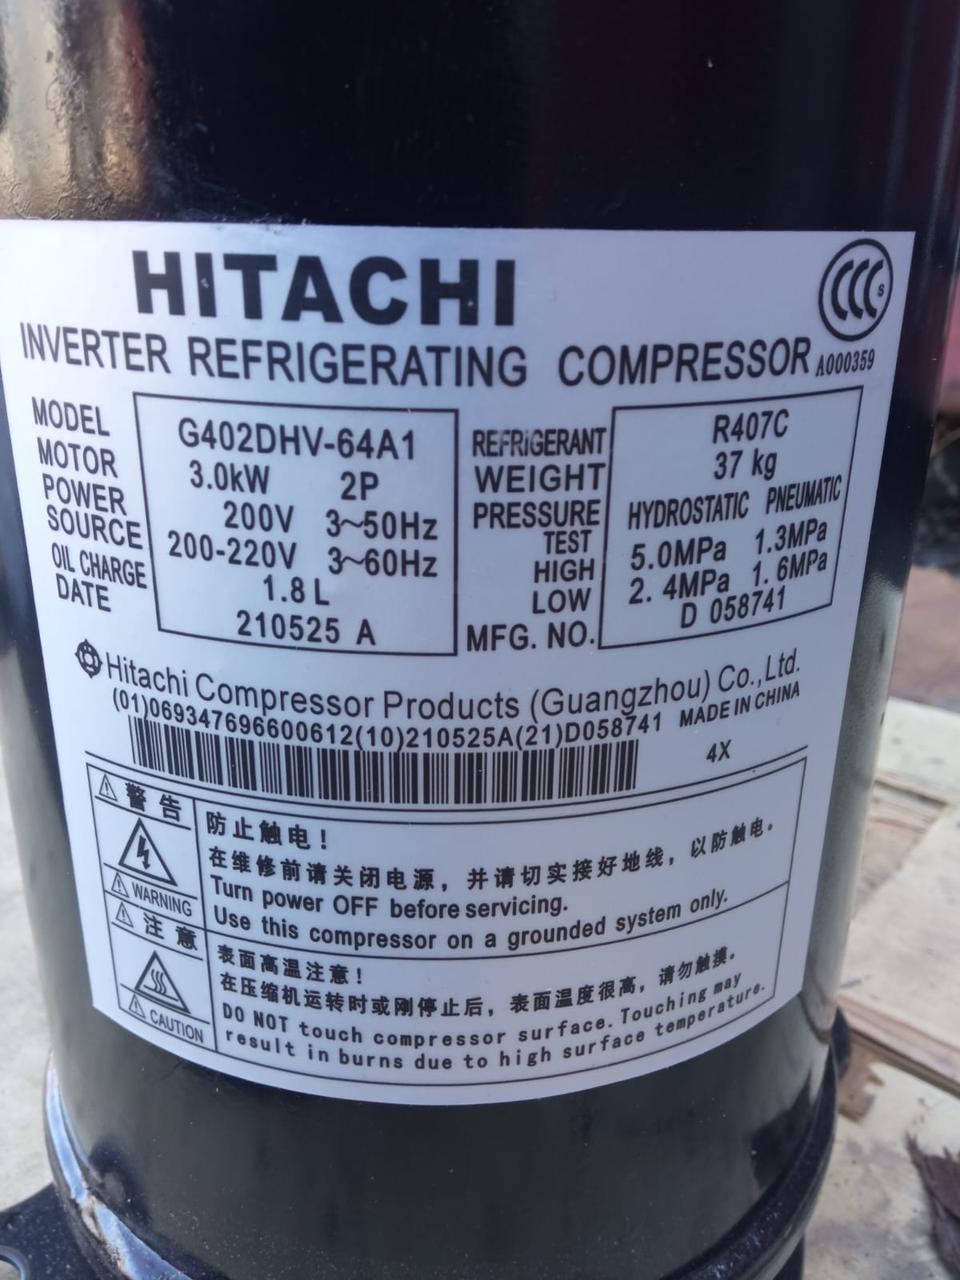 HITACHI
CCC S
INVERTER REFRIGERATING COMPRESSOR A000359
MODEL G402DHV-64A1
MOTOR 3.0kW 2P
POWER SOURCE 200V 3~50Hz
200-220V 3~60Hz
OIL CHARGE 1.8 L
DATE 210525 A
REFRIGERANT R407C
WEIGHT 37 kg
PRESSURE TEST HYDROSTATIC PNEUMATIC
HIGH 5.0MPa 1.3MPa
LOW 2.4MPa 1.6MPa
MFG. NO. D 058741
Hitachi Compressor Products (Guangzhou) Co.,Ltd.
(01)06934769660061​2(10)210525A(21)D058741 MADE IN CHINA
4X
警告
WARNING
防止触电!
在维修前请关闭电源，并请切实接好地线，以防触电。
Turn power OFF before servicing.
Use this compressor on a grounded system only.
注意
CAUTION
表面高温注意!
在压缩机运转时或刚停止后，表面温度很高，请勿触摸。
DO NOT touch compressor surface. Touching may
result in burns due to high surface temperature.